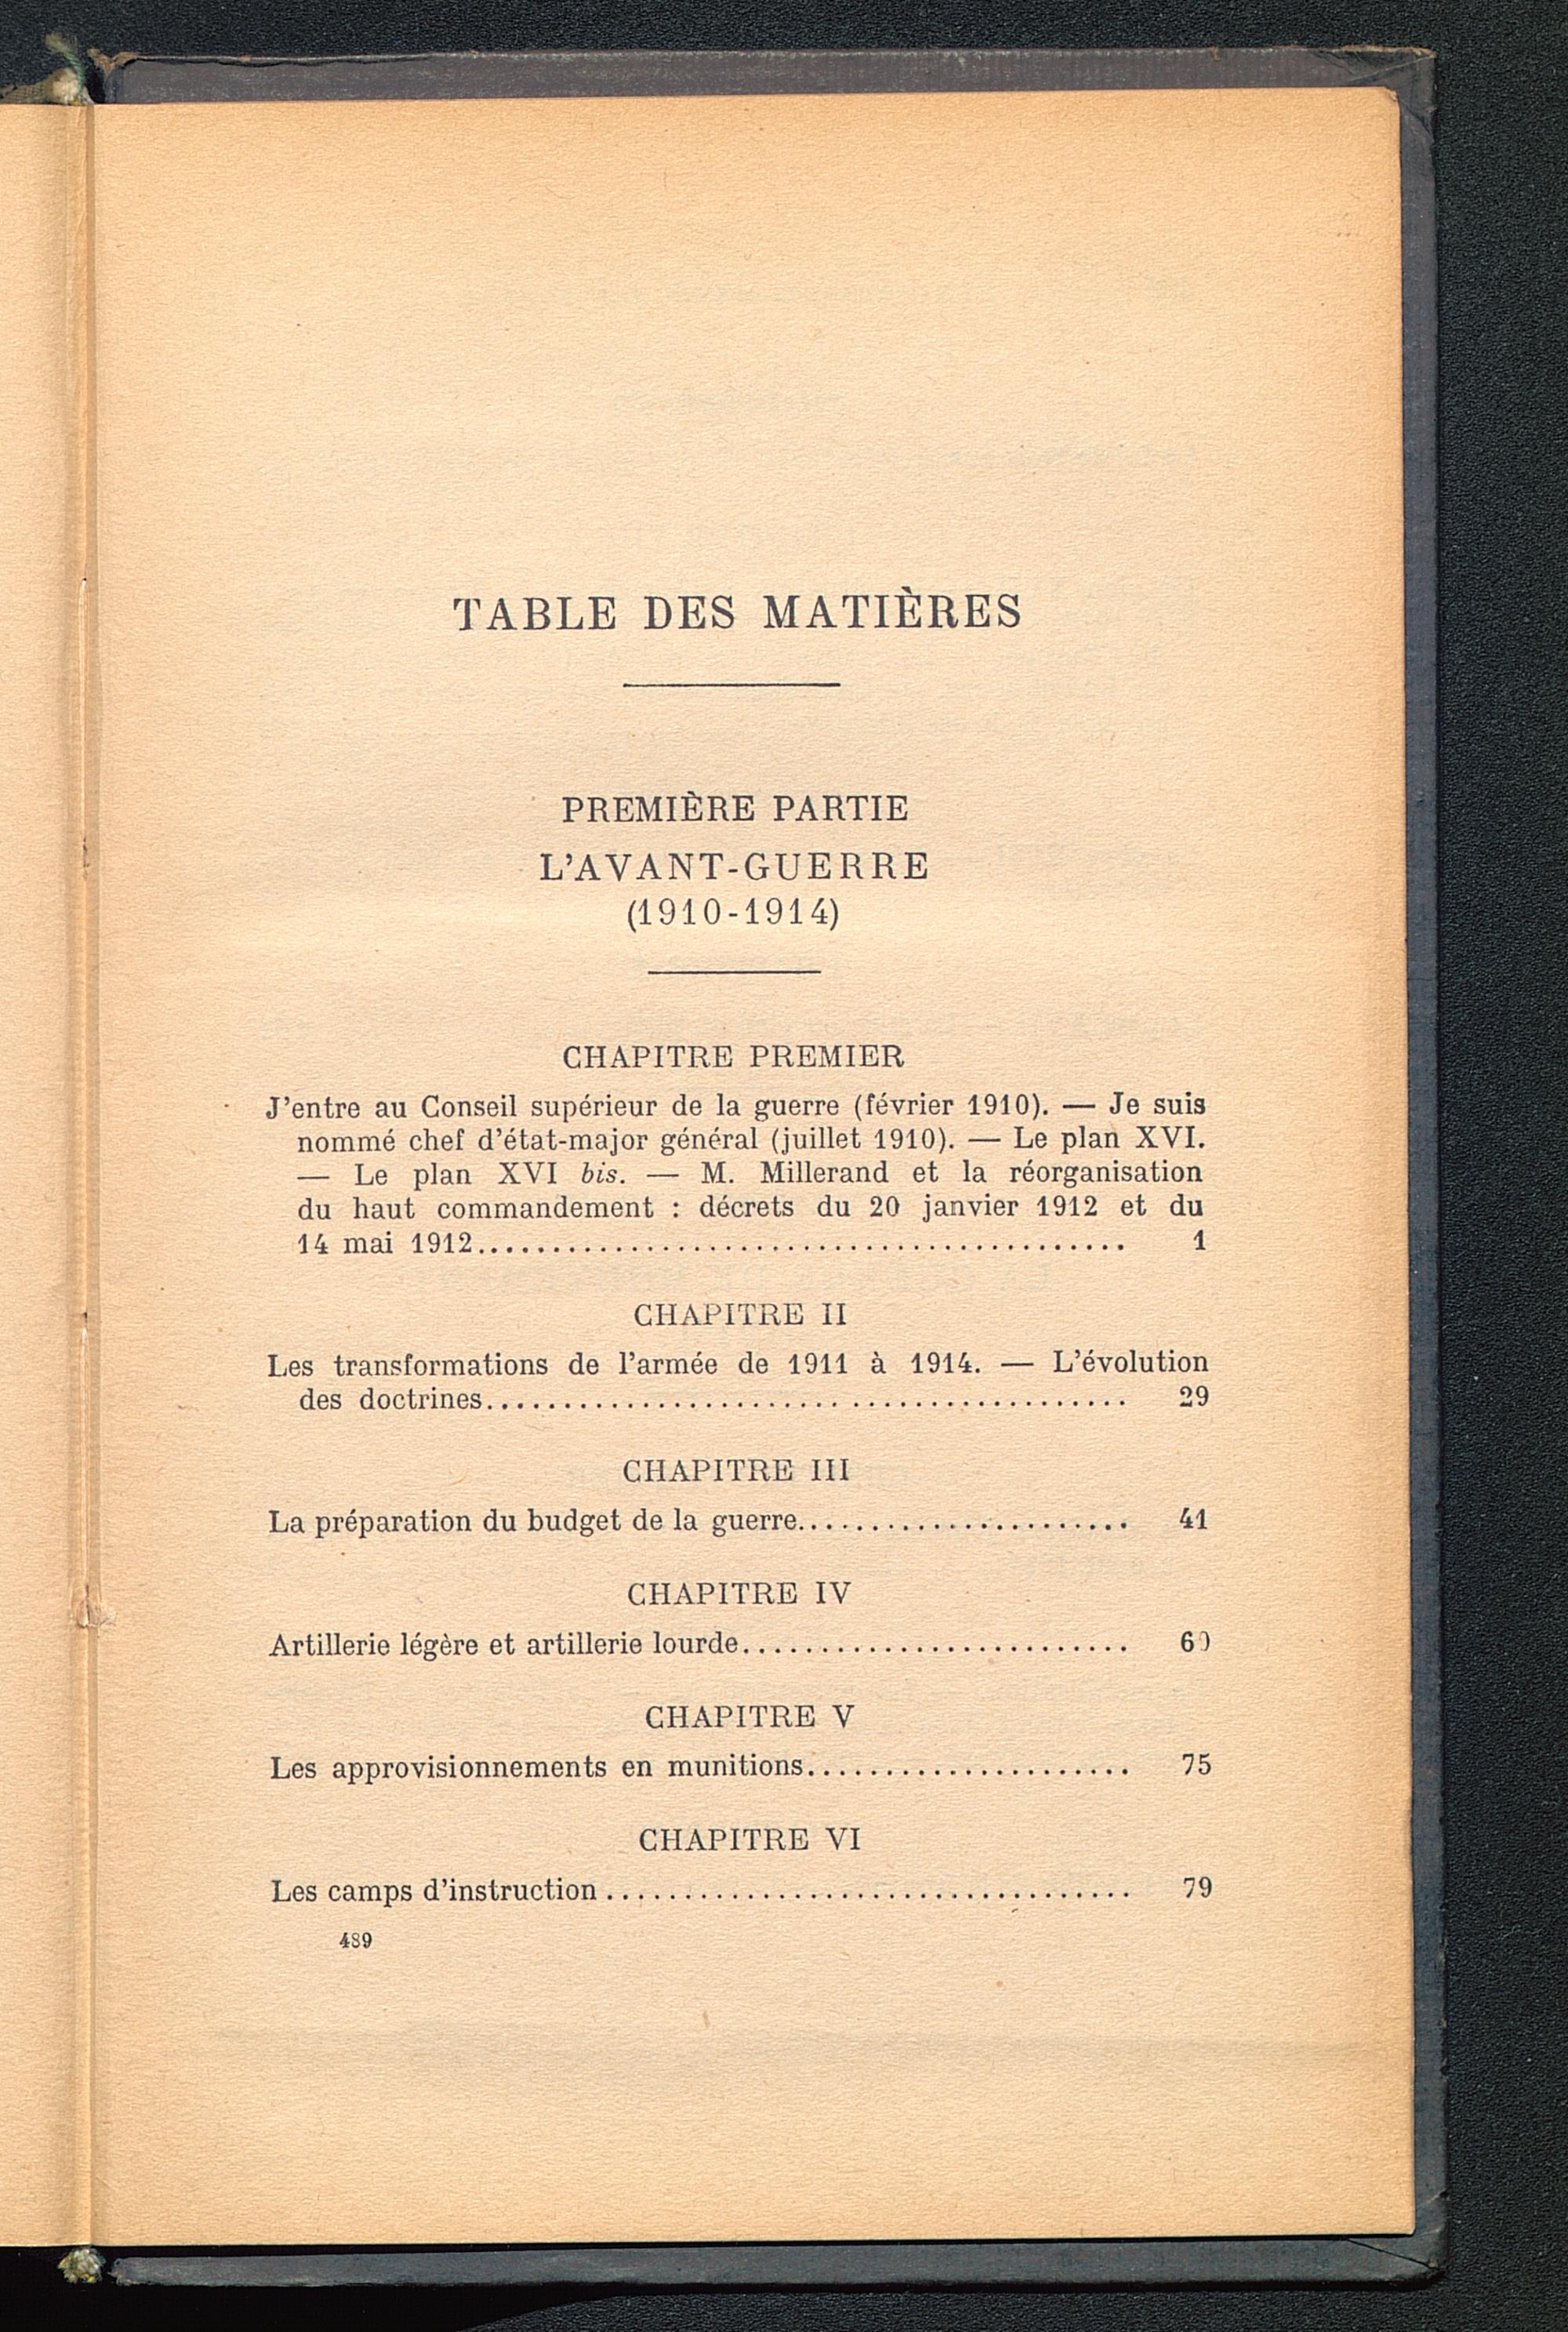 TABLE DES MATIÈRES
PREMIÈRE PARTIE
L'AVANT-GUERRE
(1910-1914)
CHAPITRE PREMIER
J'entre au Conseil supérieur de la guerre (février 1910). — Je suis
nommé chef d'état-major général (juillet 1910). — Le plan XVI.
— Le plan XVI bis. — M. Millerand et la réorganisation
du haut commandement : décrets du 20 janvier 1912 et du
14 mai 1912.......................................... 1
CHAPITRE II
Les transformations de l'armée de 1911 à 1914. — L'évolution
des doctrines.......................................... 29
CHAPITRE III
La préparation du budget de la guerre...................... 41
CHAPITRE IV
Artillerie légère et artillerie lourde......................... 60
CHAPITRE V
Les approvisionnements en munitions..................... 75
CHAPITRE VI
Les camps d'instruction .................................. 79
489